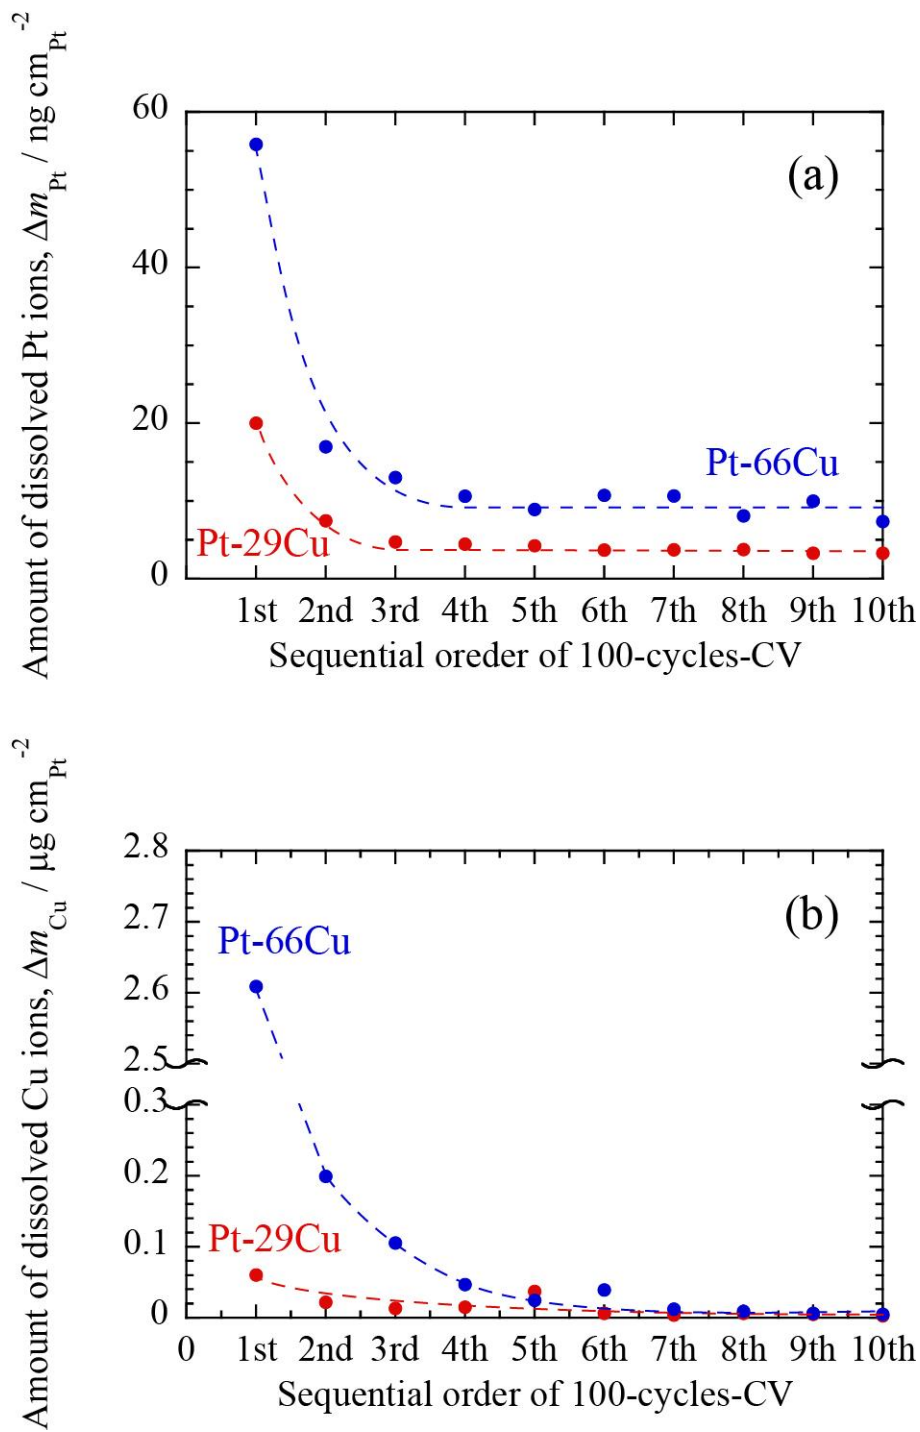 Amount of dissolved Pt ions, Δm_Pt / ng cm_Pt^-2
60
40
20
0
(a)
Pt-66Cu
Pt-29Cu
1st 2nd 3rd 4th 5th 6th 7th 8th 9th 10th
Sequential oreder of 100-cycles-CV
Amount of dissolved Cu ions, Δm_Cu / μg cm_Pt^-2
2.8
2.7
2.6
2.5
0.3
0.2
0.1
0
(b)
Pt-66Cu
Pt-29Cu
0 1st 2nd 3rd 4th 5th 6th 7th 8th 9th 10th
Sequential order of 100-cycles-CV